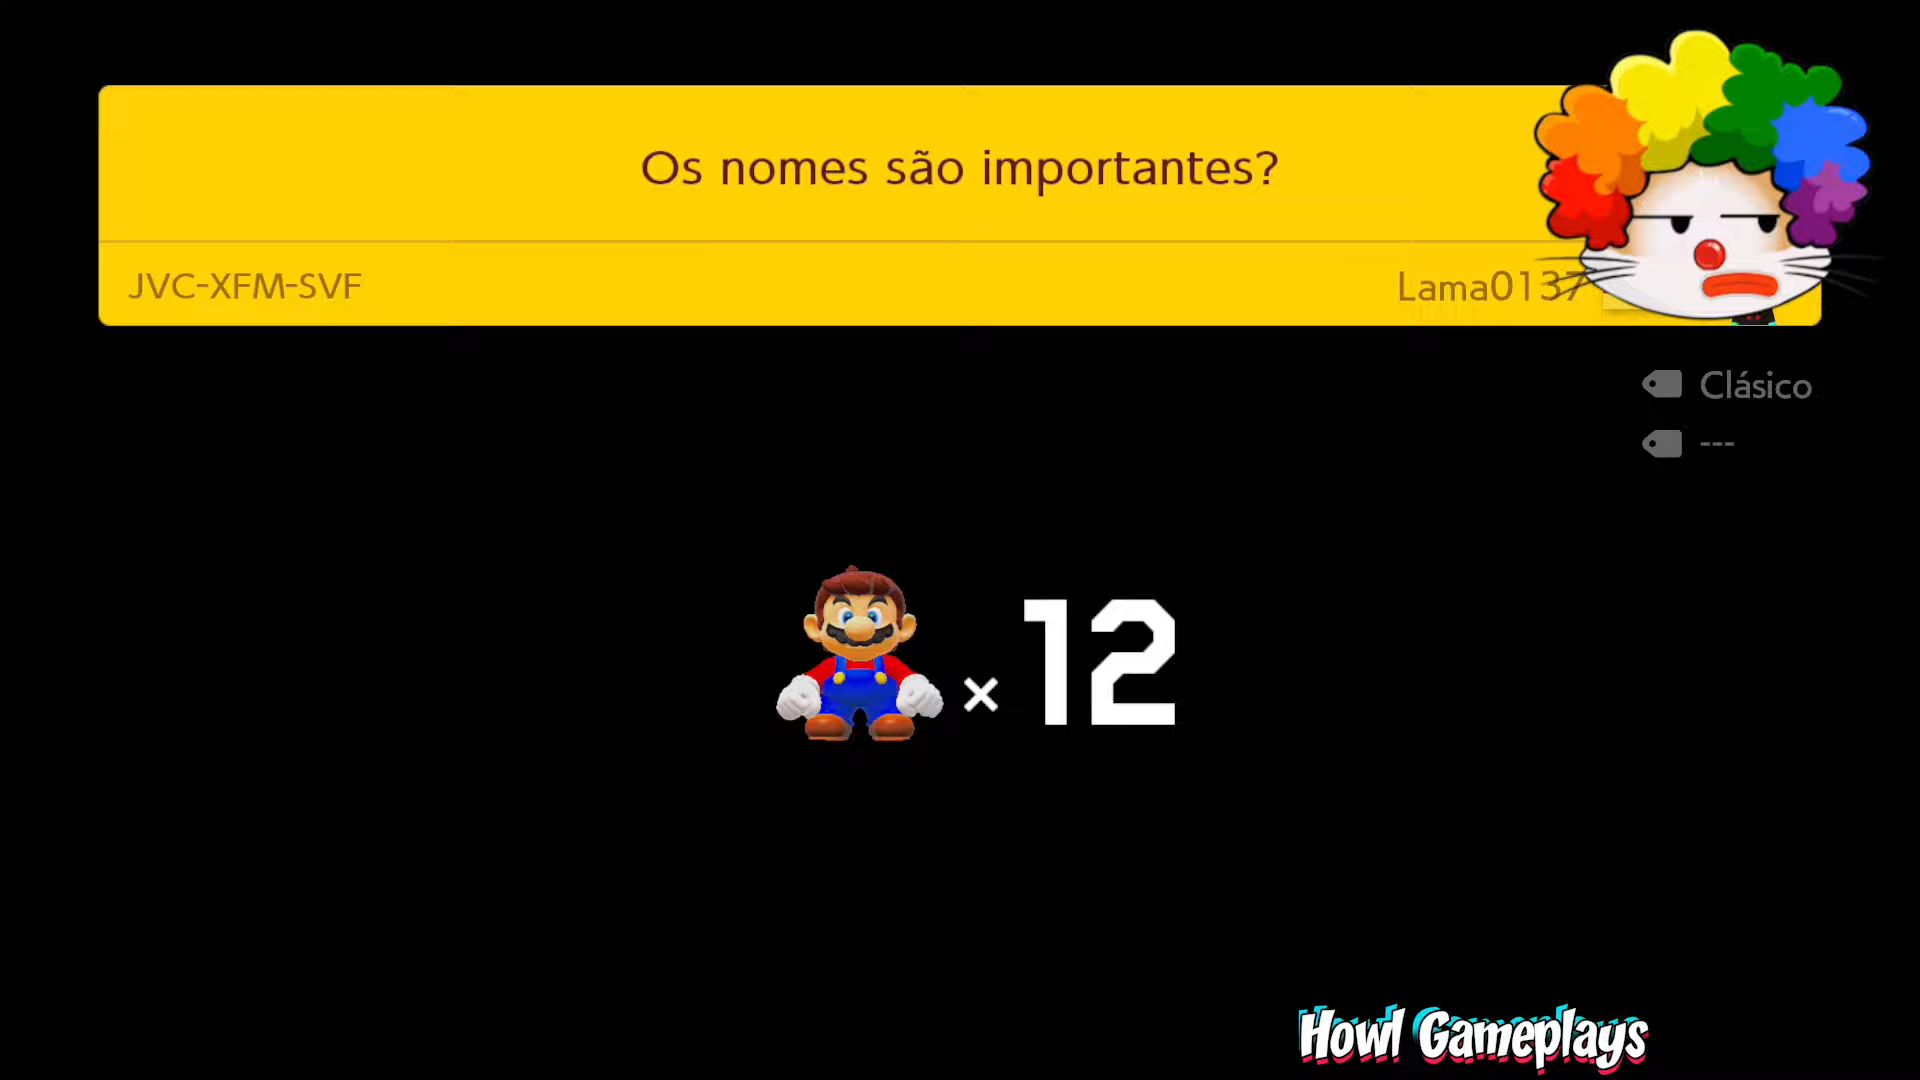 Os nomes são importantes?
JVC-XFM-SVF
Lama0137
Clásico
---
× 12
Howl Gameplays